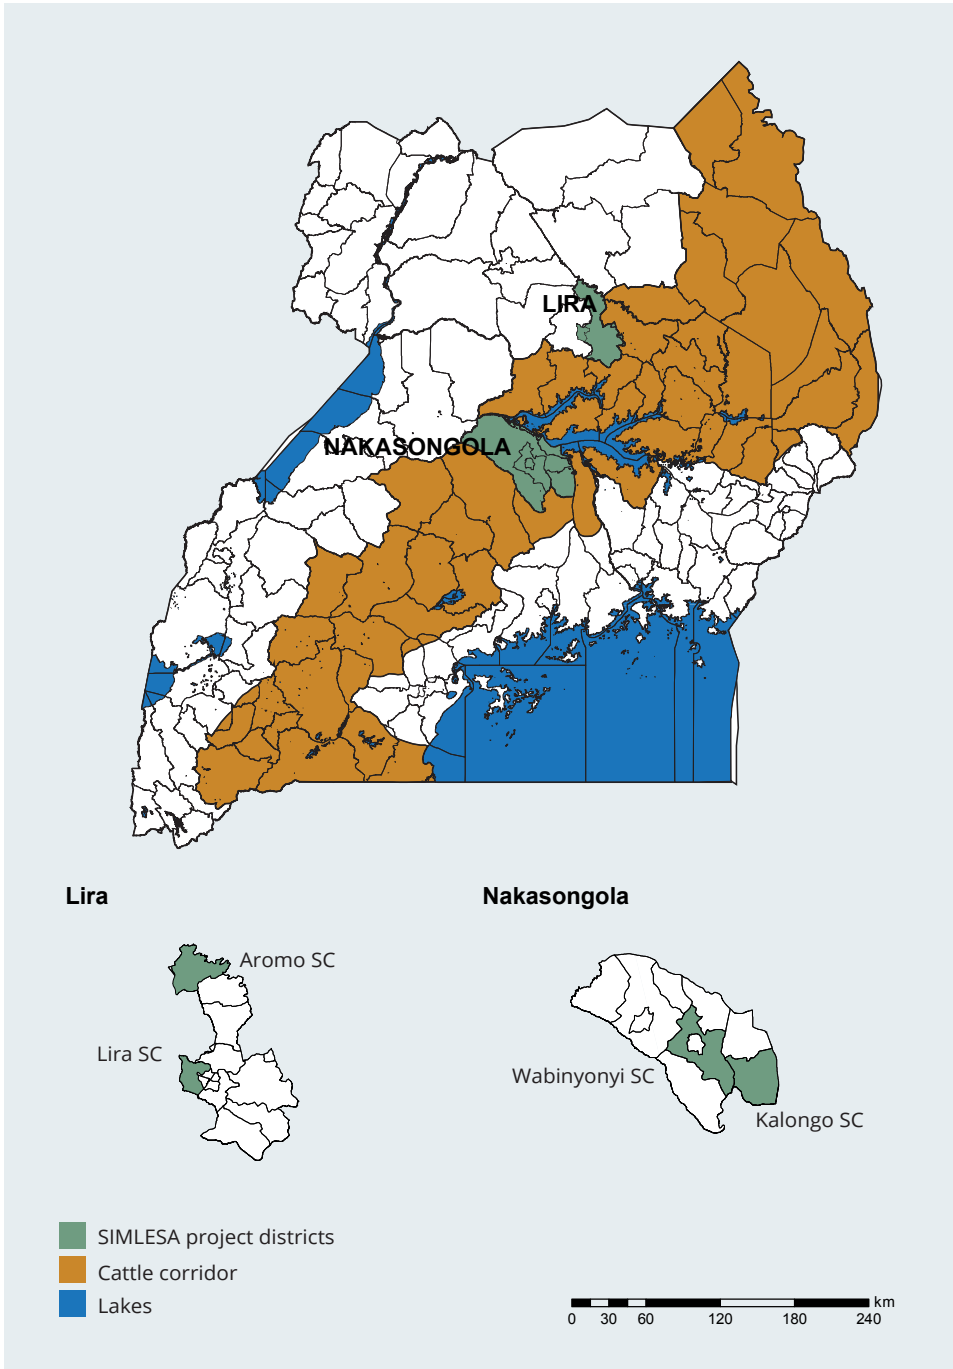 LIRA
NAKASONGOLA
Lira
Nakasongola
Aromo SC
Lira SC
Wabinyonyi SC
Kalongo SC
SIMLESA project districts
Cattle corridor
Lakes
km
0 30 60 120 180 240